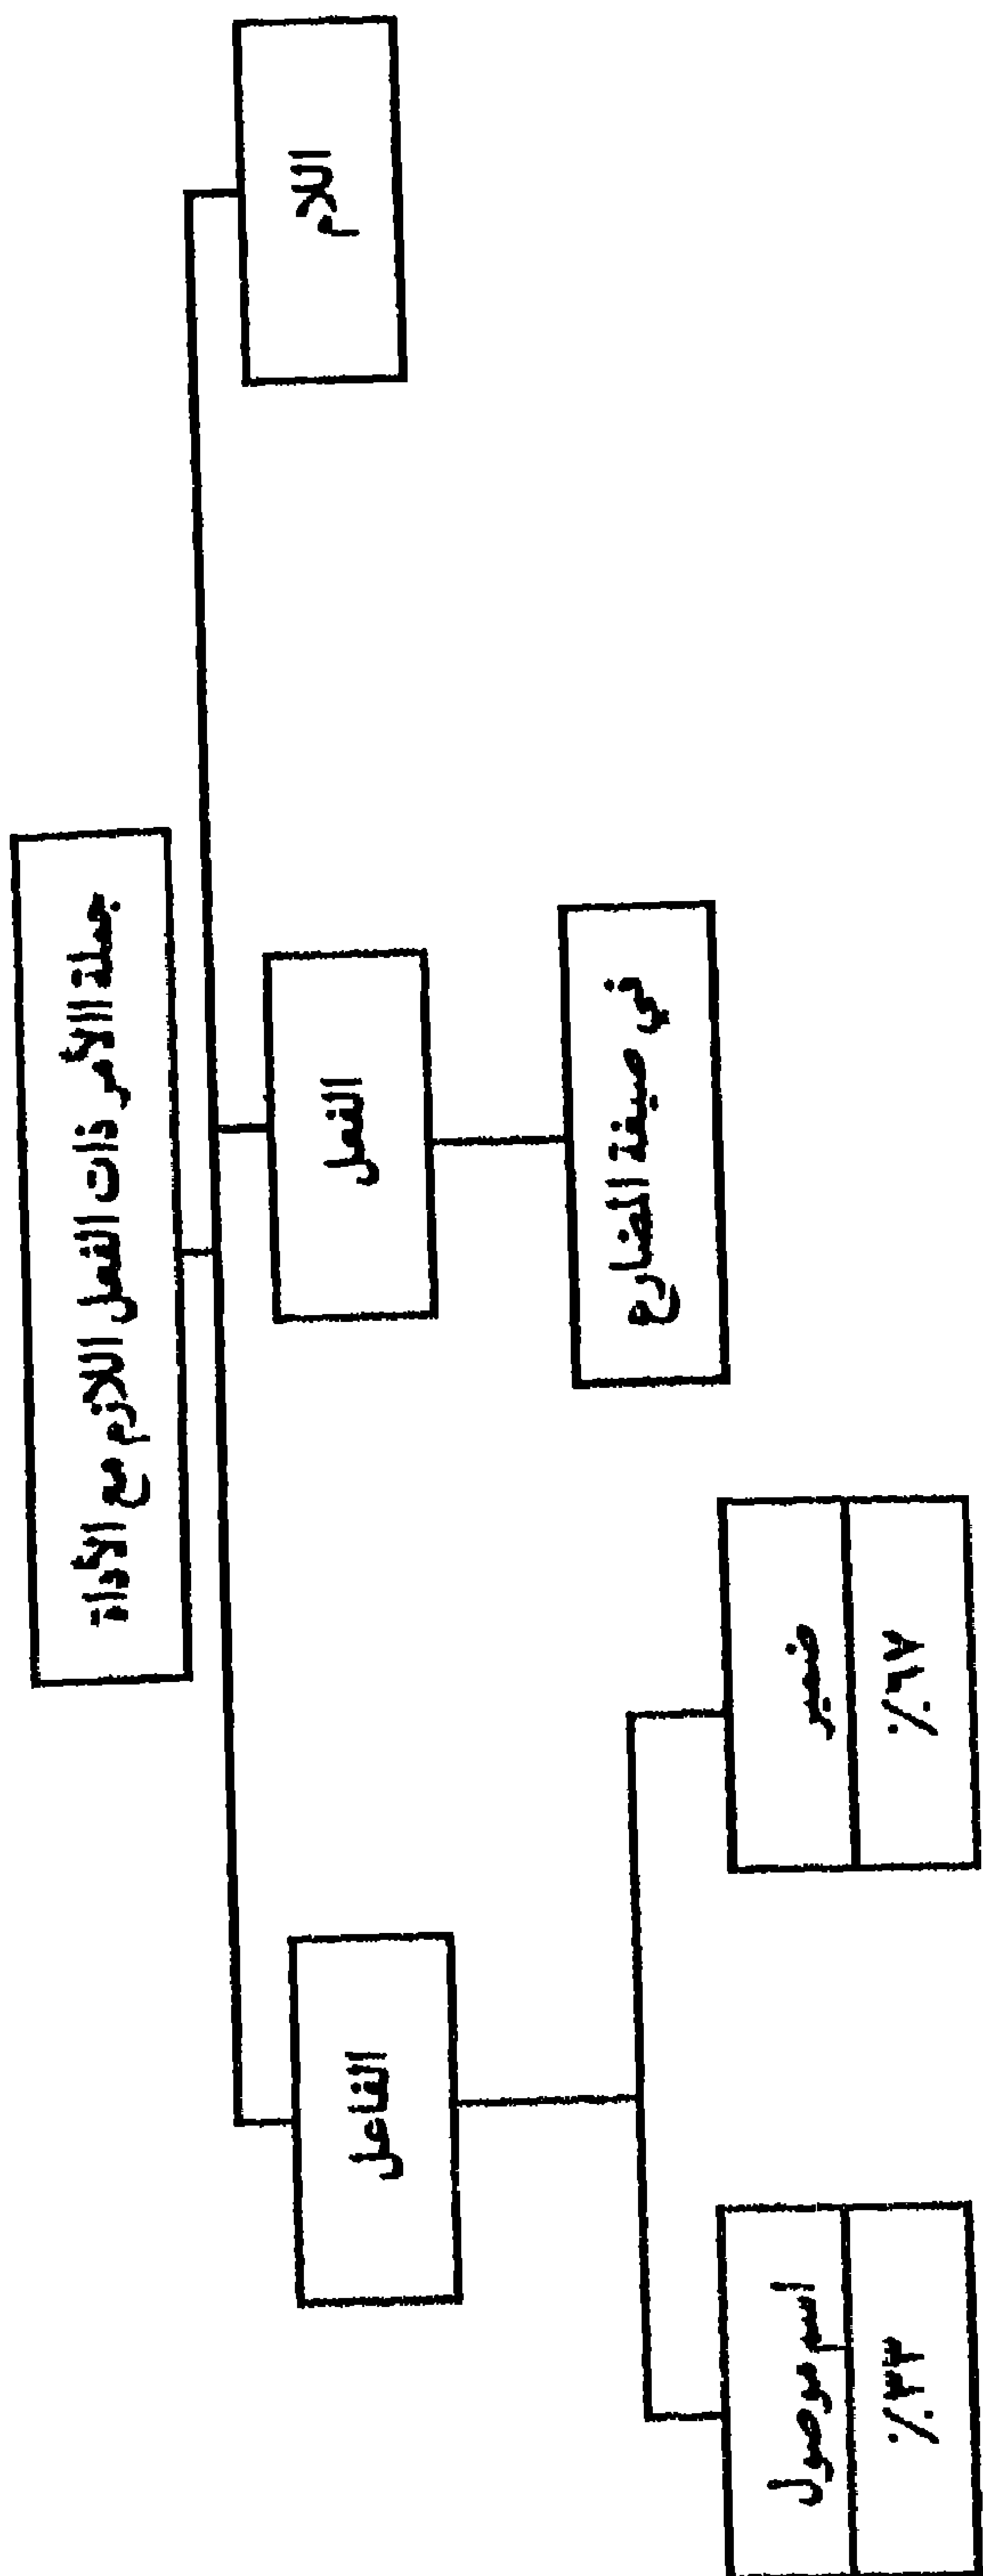 جملة الأمر ذات الفعل اللازم مع الأداة
اللام
الفعل
الفاعل
في صيغة المضارع
ضمير
٪٦٧
اسم موصول
٪٣٣